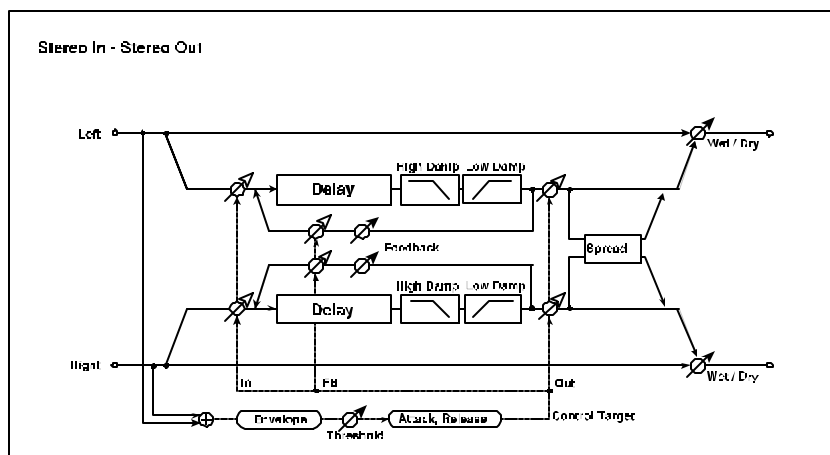 Stereo In - Stereo Out
Left
Wet / Dry
High Damp
Low Damp
Delay
Feedback
Spread
High Damp
Low Damp
Delay
Right
In
FB
Out
Wet / Dry
Envelope
Threshold
Attack, Release
Control Target